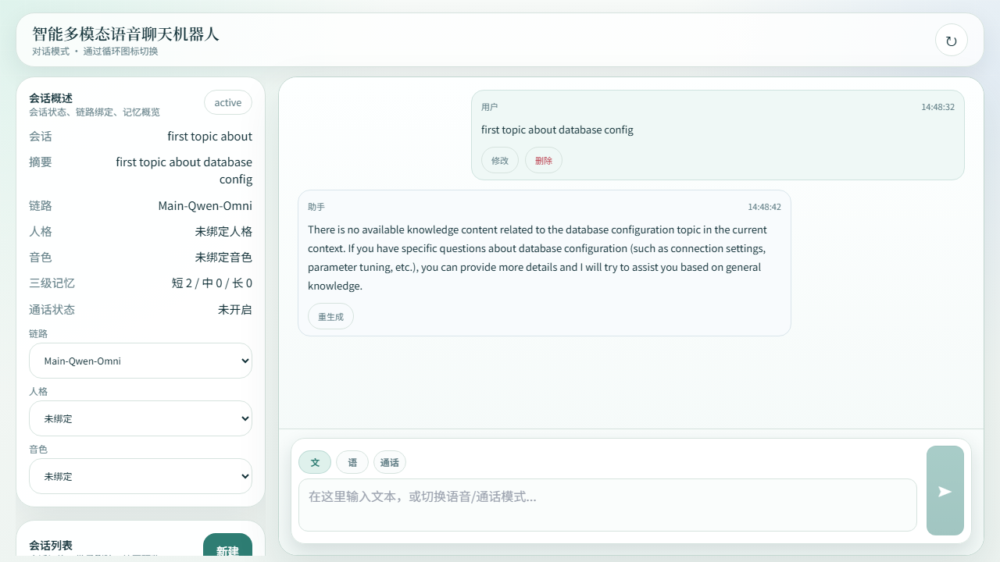 智能多模态语音聊天机器人
对话模式 • 通过循环图标切换
↻
会话概述
会话状态、链路绑定、记忆概览
active
会话 first topic about
摘要 first topic about database
config
链路 Main-Qwen-Omni
人格 未绑定人格
音色 未绑定音色
三级记忆 短 2 / 中 0 / 长 0
通话状态 未开启
链路
Main-Qwen-Omni
人格
未绑定
音色
未绑定
会话列表
新建
用户 14:48:32
first topic about database config
修改 删除
助手 14:48:42
There is no available knowledge content related to the database configuration topic in the current
context. If you have specific questions about database configuration (such as connection settings,
parameter tuning, etc.), you can provide more details and I will try to assist you based on general
knowledge.
重生成
文 语 通话
在这里输入文本，或切换语音/通话模式...